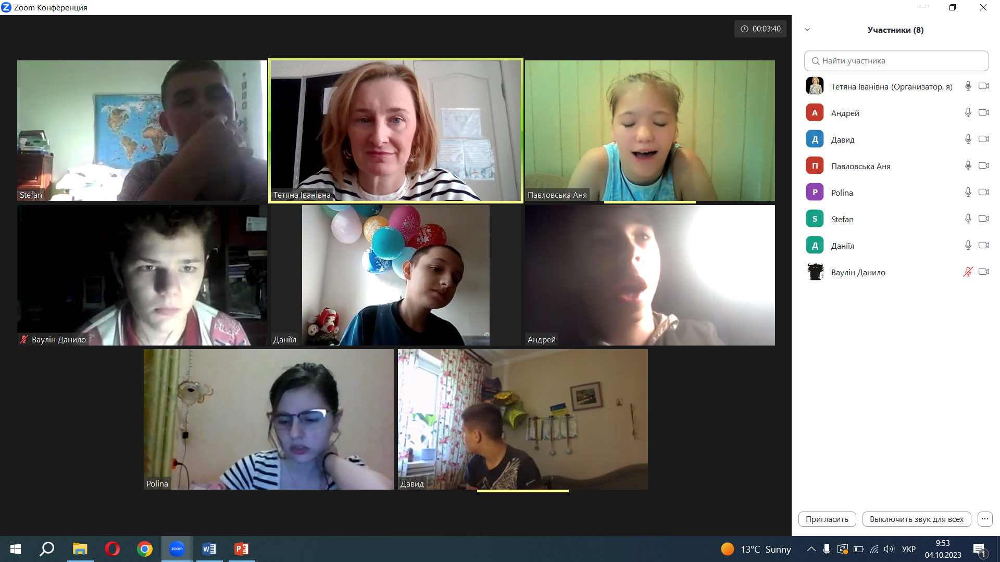 Zoom Конференция
00:03:40
Stefan
Тетяна Іванівна
Павловська Аня
Ваулін Данило
Даніїл
Андрей
Polina
Давид
Участники (8)
Найти участника
Тетяна Іванівна (Организатор, я)
А Андрей
Д Давид
П Павловська Аня
P Polina
S Stefan
Д Даніїл
Ваулін Данило
Пригласить
Выключить звук для всех
zoom
13°C Sunny
УКР
9:53
04.10.2023
1